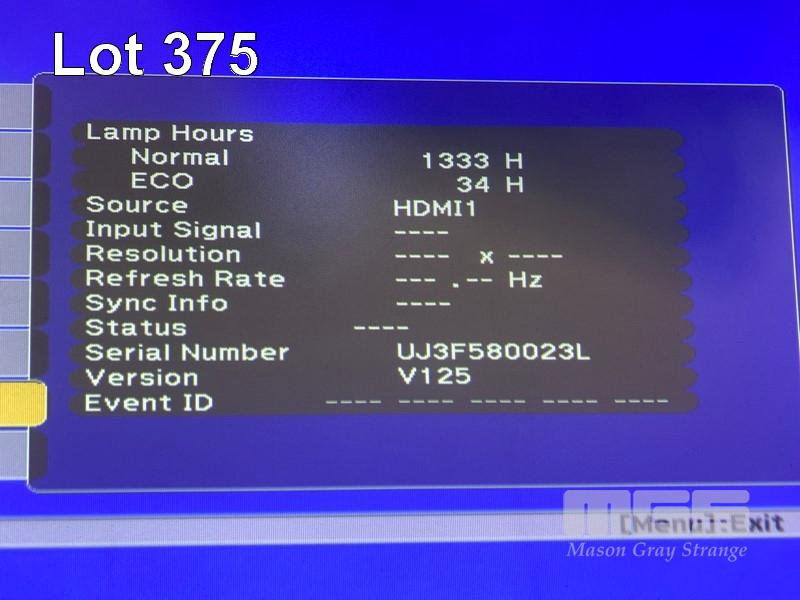 Lot 375
Lamp Hours
Normal 1333 H
ECO 34 H
Source HDMI1
Input Signal ----
Resolution ---- x ----
Refresh Rate --- .-- Hz
Sync Info ----
Status ----
Serial Number UJ3F580023L
Version V125
Event ID ---- ---- ---- ---- ----
MGS
[Menu]:Exit
Mason Gray Strange